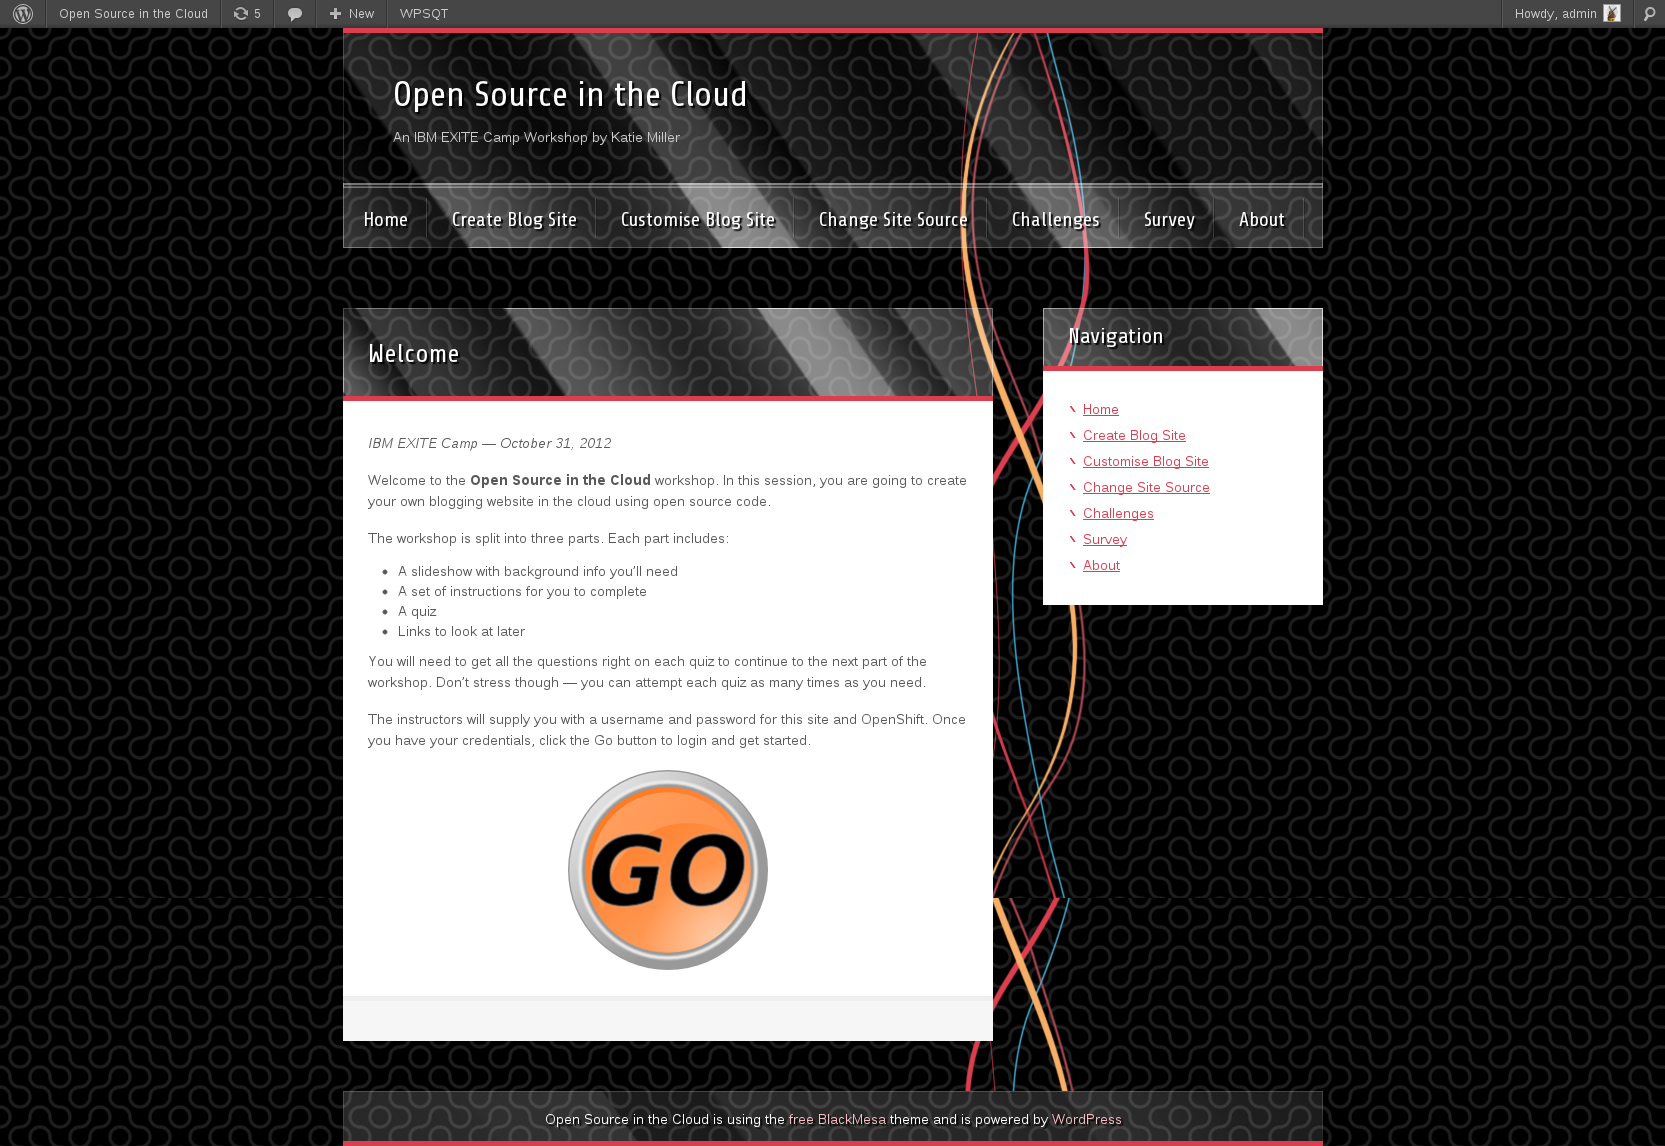 Open Source in the Cloud 5 New WPSQT Howdy, admin
Open Source in the Cloud
An IBM EXITE Camp Workshop by Katie Miller
Home Create Blog Site Customise Blog Site Change Site Source Challenges Survey About
Welcome
IBM EXITE Camp — October 31, 2012
Welcome to the Open Source in the Cloud workshop. In this session, you are going to create
your own blogging website in the cloud using open source code.
The workshop is split into three parts. Each part includes:
A slideshow with background info you’ll need
A set of instructions for you to complete
A quiz
Links to look at later
You will need to get all the questions right on each quiz to continue to the next part of the
workshop. Don’t stress though — you can attempt each quiz as many times as you need.
The instructors will supply you with a username and password for this site and OpenShift. Once
you have your credentials, click the Go button to login and get started.
GO
Navigation
Home
Create Blog Site
Customise Blog Site
Change Site Source
Challenges
Survey
About
Open Source in the Cloud is using the free BlackMesa theme and is powered by WordPress